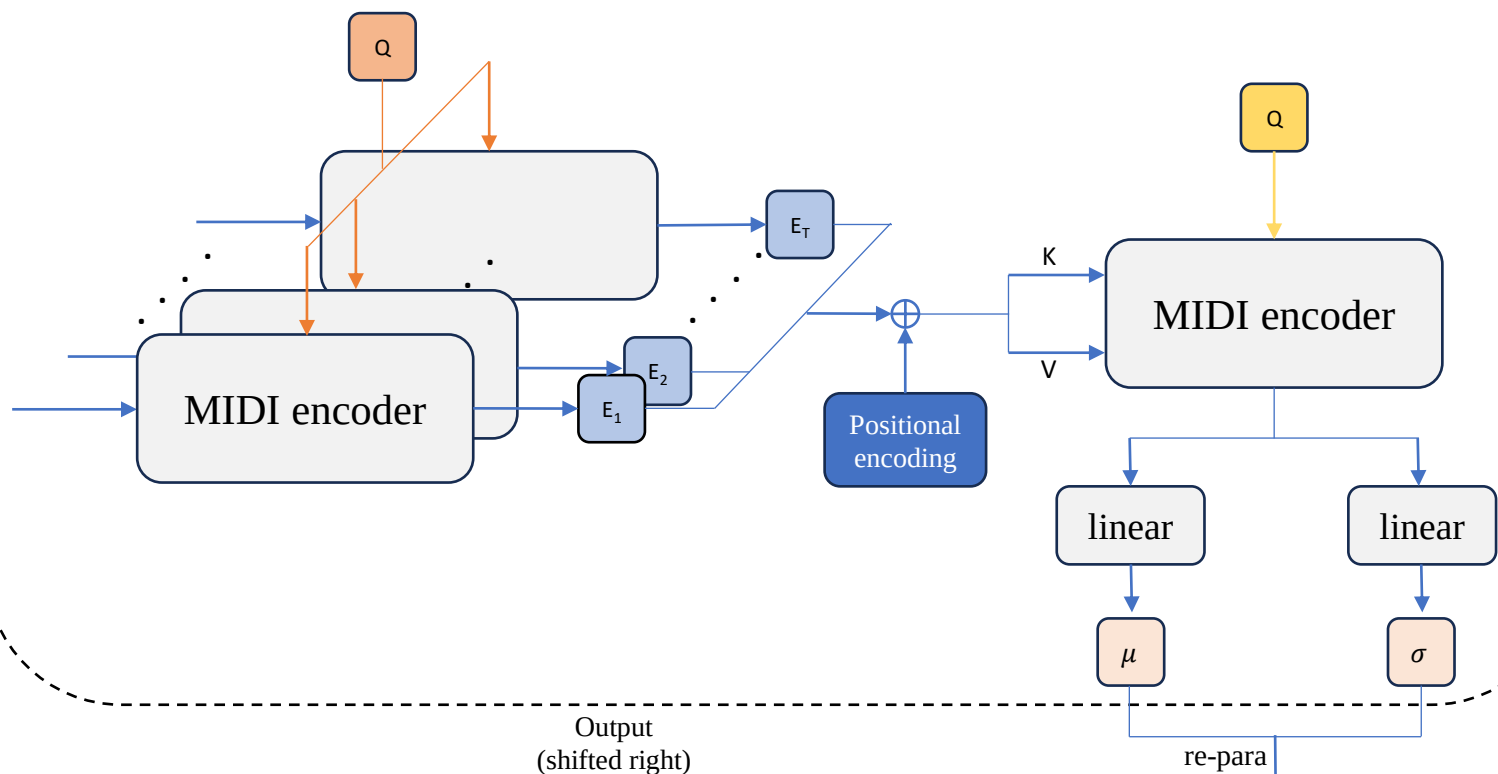 Q
Q
E_T
K
MIDI encoder
V
E_2
E_1
MIDI encoder
Positional
encoding
linear
linear
μ
σ
Output
(shifted right)
re-para